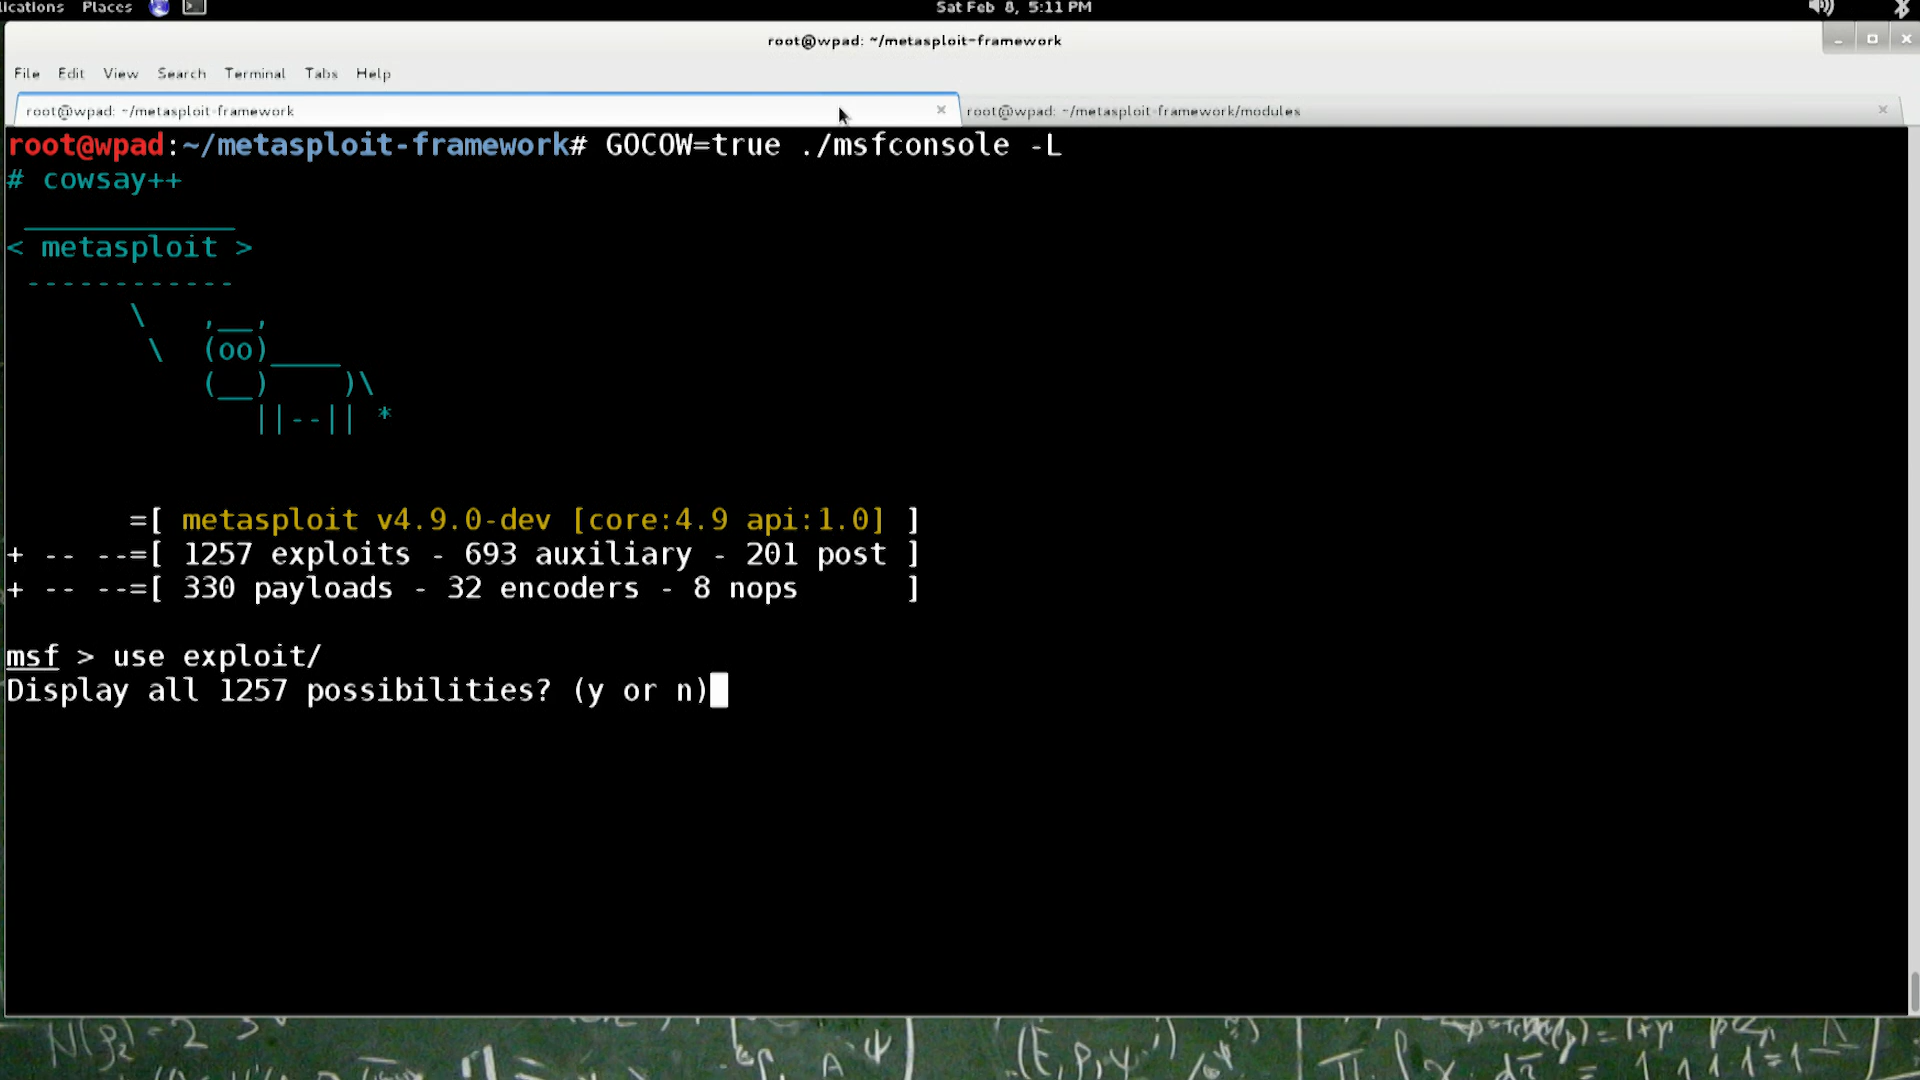 lications Places Sat Feb 8, 5:11 PM
root@wpad: ~/metasploit-framework
File Edit View Search Terminal Tabs Help
root@wpad: ~/metasploit-framework root@wpad: ~/metasploit-framework/modules
root@wpad:~/metasploit-framework# GOCOW=true ./msfconsole -L
# cowsay++
 ____________
< metasploit >
 ------------
       \   ,__,
        \  (oo)____
           (__)    )\
              ||--|| *
       =[ metasploit v4.9.0-dev [core:4.9 api:1.0] ]
+ -- --=[ 1257 exploits - 693 auxiliary - 201 post ]
+ -- --=[ 330 payloads - 32 encoders - 8 nops      ]
msf > use exploit/
Display all 1257 possibilities? (y or n)